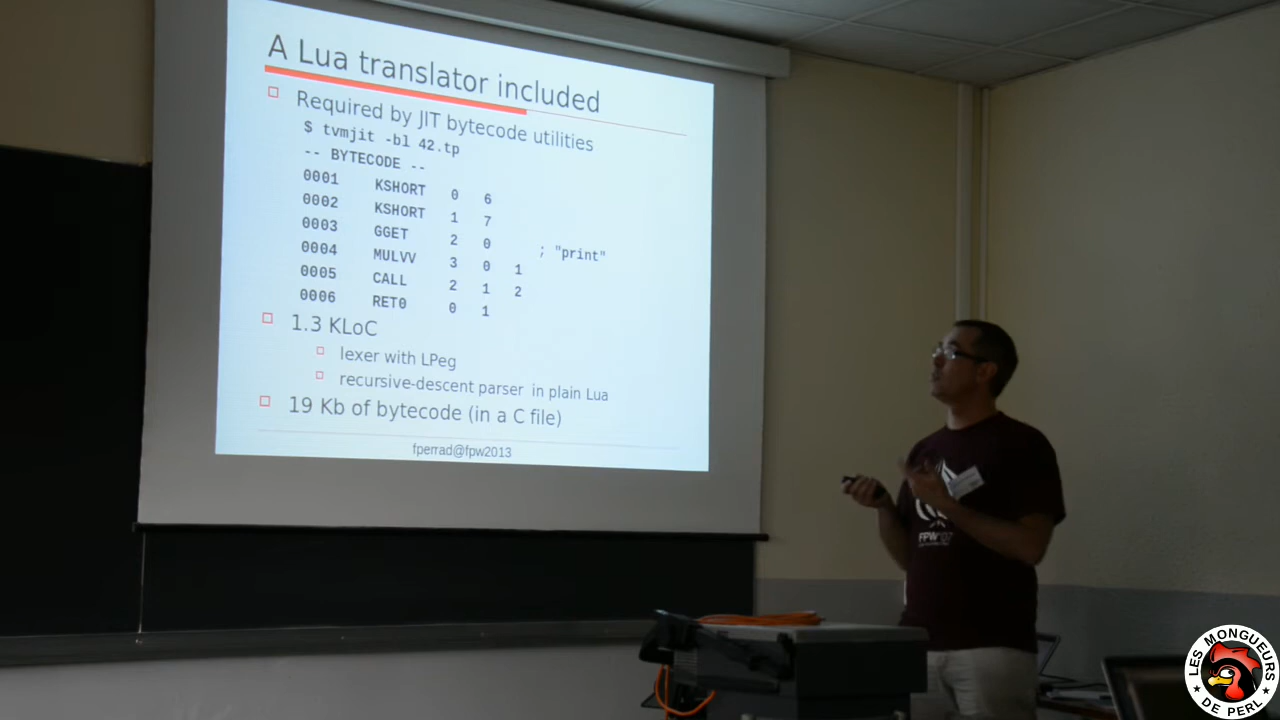 A Lua translator included
Required by JIT bytecode utilities
$ tvmjit -bl 42.tp
-- BYTECODE --
0001 KSHORT 0 6
0002 KSHORT 1 7
0003 GGET 2 0 ; "print"
0004 MULVV 3 0 1
0005 CALL 2 1 2
0006 RET0 0 1
1.3 KLoC
lexer with LPeg
recursive-descent parser in plain Lua
19 Kb of bytecode (in a C file)
fperrad@fpw2013
LES MONGUEURS
DE PERL